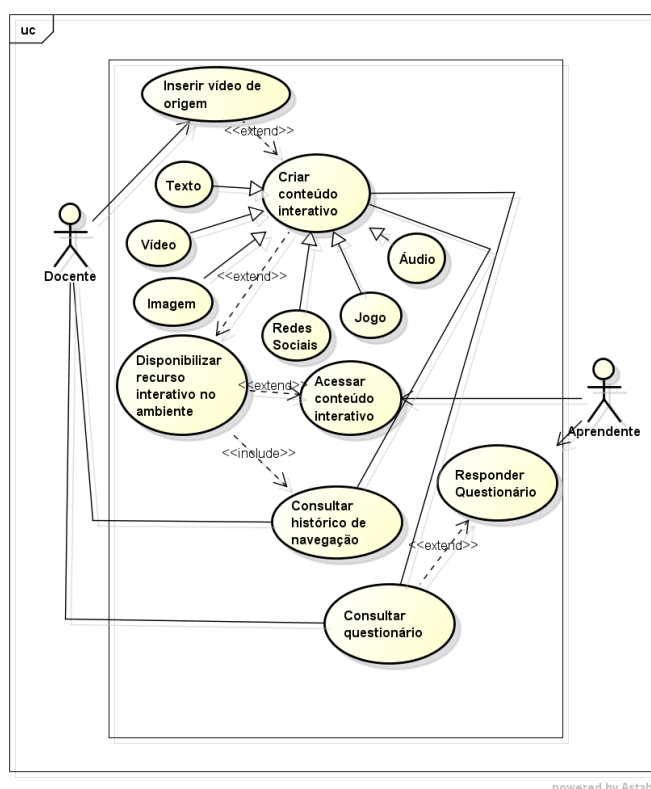 uc
Inserir vídeo de
origem
<<extend>>
Criar
conteúdo
interativo
Texto
Vídeo
Áudio
Docente
<<extend>>
Imagem
Redes
Sociais
Jogo
Disponibilizar
recurso
interativo no
ambiente
<<extend>>
Acessar
conteúdo
interativo
Aprendente
<<include>>
Responder
Questionário
Consultar
histórico de
navegação
<<extend>>
Consultar
questionário
powered by Astah